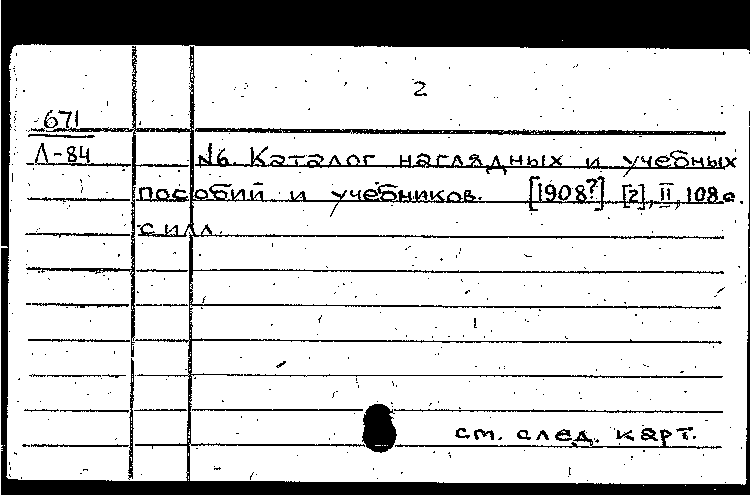 2
671
Л-84
№6. Каталог наглядных и учебных
пособий и учебников. [1908?] [2], II, 108 с.
с илл.
см. след. карт.